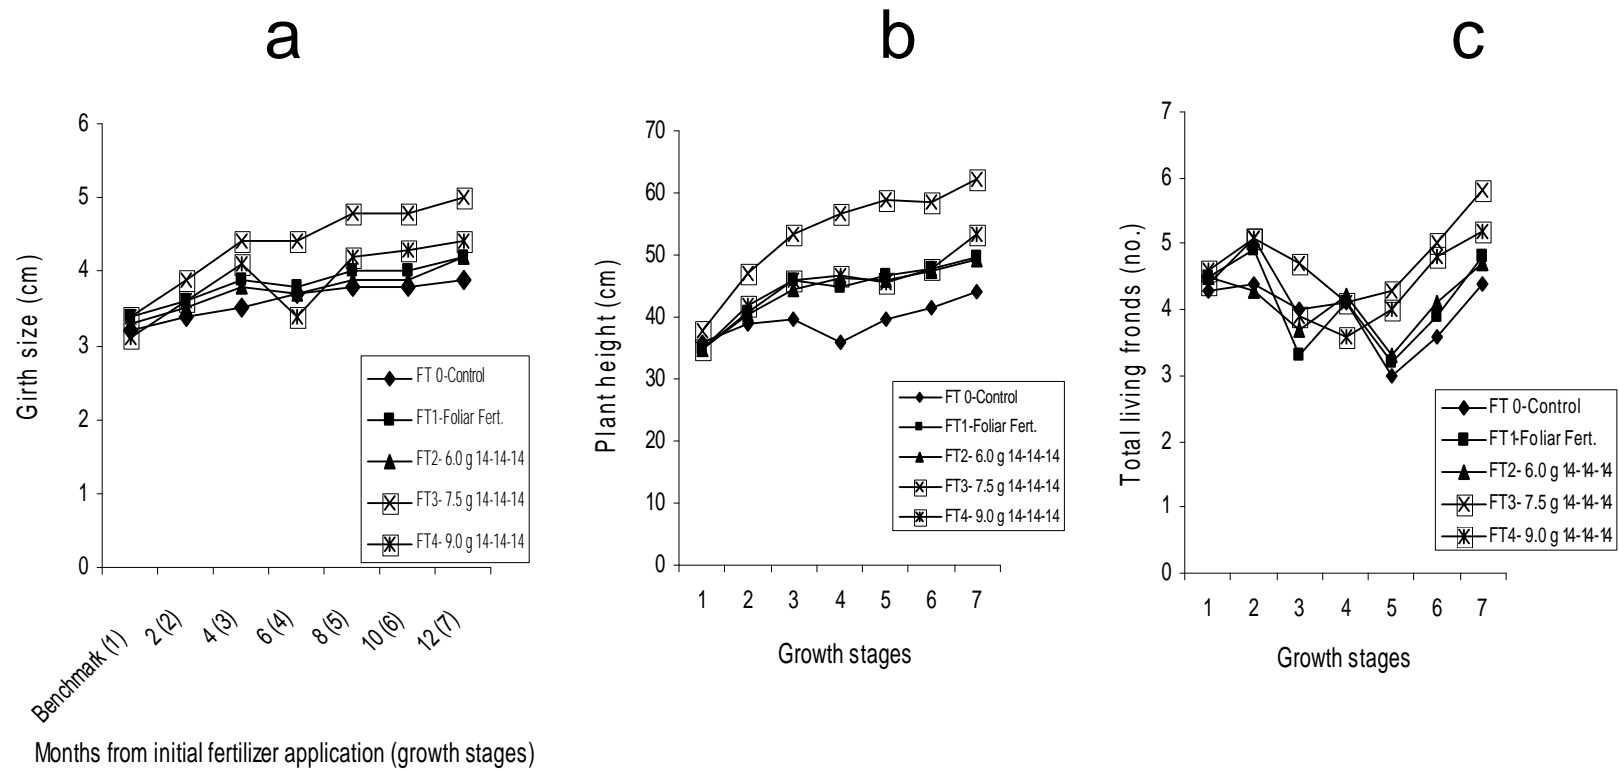 a
6
5
4
3
2
1
0
Girth size (cm)
FT 0-Control
FT1-Foliar Fert.
FT2- 6.0 g 14-14-14
FT3- 7.5 g 14-14-14
FT4- 9.0 g 14-14-14
Benchmark (1)
2 (2)
4 (3)
6 (4)
8 (5)
10 (6)
12 (7)
Months from initial fertilizer application (growth stages)
b
70
60
50
40
30
20
10
0
Plant height (cm)
FT 0-Control
FT1-Foliar Fert.
FT2- 6.0 g 14-14-14
FT3- 7.5 g 14-14-14
FT4- 9.0 g 14-14-14
1 2 3 4 5 6 7
Growth stages
c
7
6
5
4
3
2
1
0
Total living fronds (no.)
FT 0-Control
FT1-Foliar Fert.
FT2- 6.0 g 14-14-14
FT3- 7.5 g 14-14-14
FT4- 9.0 g 14-14-14
1 2 3 4 5 6 7
Growth stages